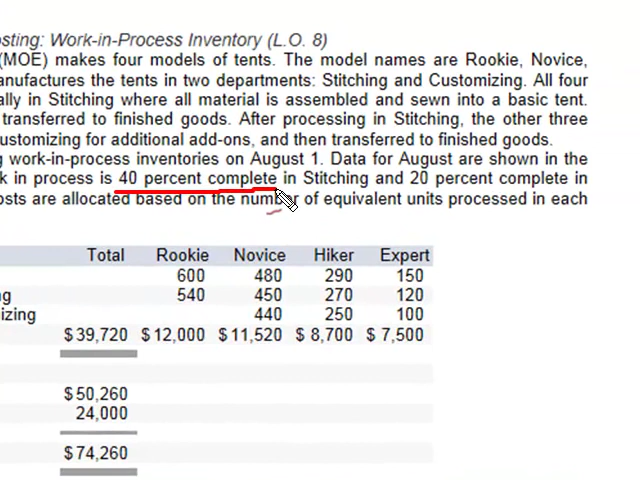 osting: Work-in-Process Inventory (L.O. 8)
(MOE) makes four models of tents. The model names are Rookie, Novice,
anufactures the tents in two departments: Stitching and Customizing. All four
ally in Stitching where all material is assembled and sewn into a basic tent.
transferred to finished goods. After processing in Stitching, the other three
ustomizing for additional add-ons, and then transferred to finished goods.
g work-in-process inventories on August 1. Data for August are shown in the
k in process is 40 percent complete in Stitching and 20 percent complete in
osts are allocated based on the number of equivalent units processed in each
Total Rookie Novice Hiker Expert
600 480 290 150
g 540 450 270 120
izing 440 250 100
$39,720 $12,000 $11,520 $ 8,700 $ 7,500
$50,260
24,000
$74,260